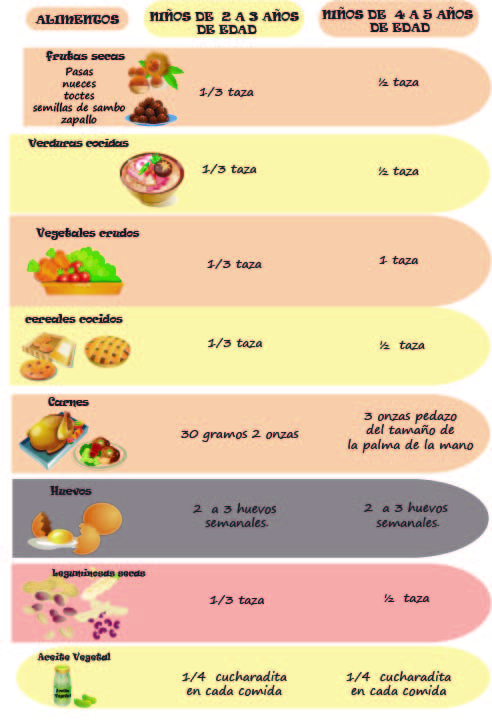 ALIMENTOS
NIÑOS DE 2 A 3 AÑOS
DE EDAD
NIÑOS DE 4 A 5 AÑOS
DE EDAD
frutas secas
Pasas
nueces
toctes
semillas de sambo
zapallo
1/3 taza
½ taza
Verduras cocidas
1/3 taza
½ taza
Vegetales crudos
1/3 taza
1 taza
cereales cocidos
1/3 taza
½ taza
Carnes
30 gramos 2 onzas
3 onzas pedazo
del tamaño de
la palma de la mano
Huevos
2 a 3 huevos
semanales
2 a 3 huevos
semanales
Leguminosas secas
1/3 taza
½ taza
Aceite Vegetal
Aceite
Vegetal
1/4 cucharadita
en cada comida
1/4 cucharadita
en cada comida